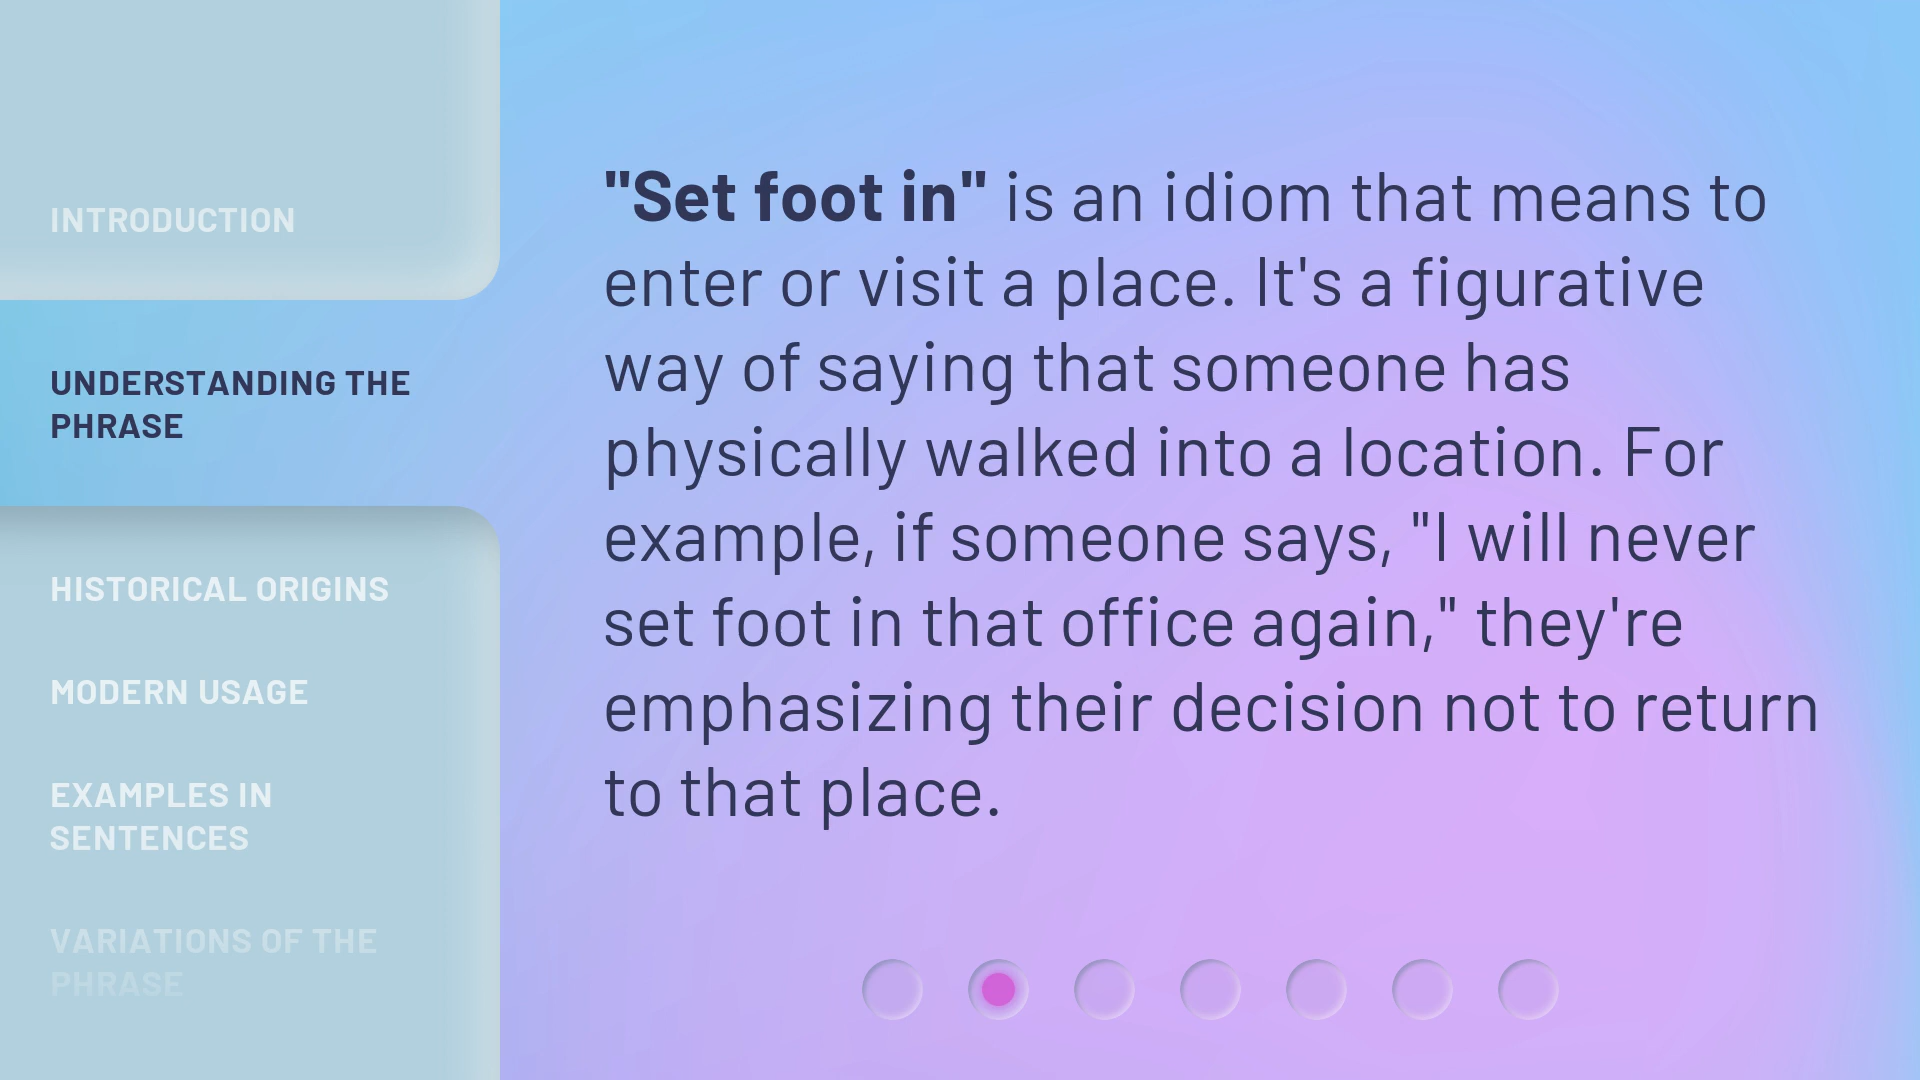 INTRODUCTION
UNDERSTANDING THE
PHRASE
HISTORICAL ORIGINS
MODERN USAGE
EXAMPLES IN
SENTENCES
VARIATIONS OF THE
PHRASE
"Set foot in" is an idiom that means to
enter or visit a place. It's a figurative
way of saying that someone has
physically walked into a location. For
example, if someone says, "I will never
set foot in that office again," they're
emphasizing their decision not to return
to that place.